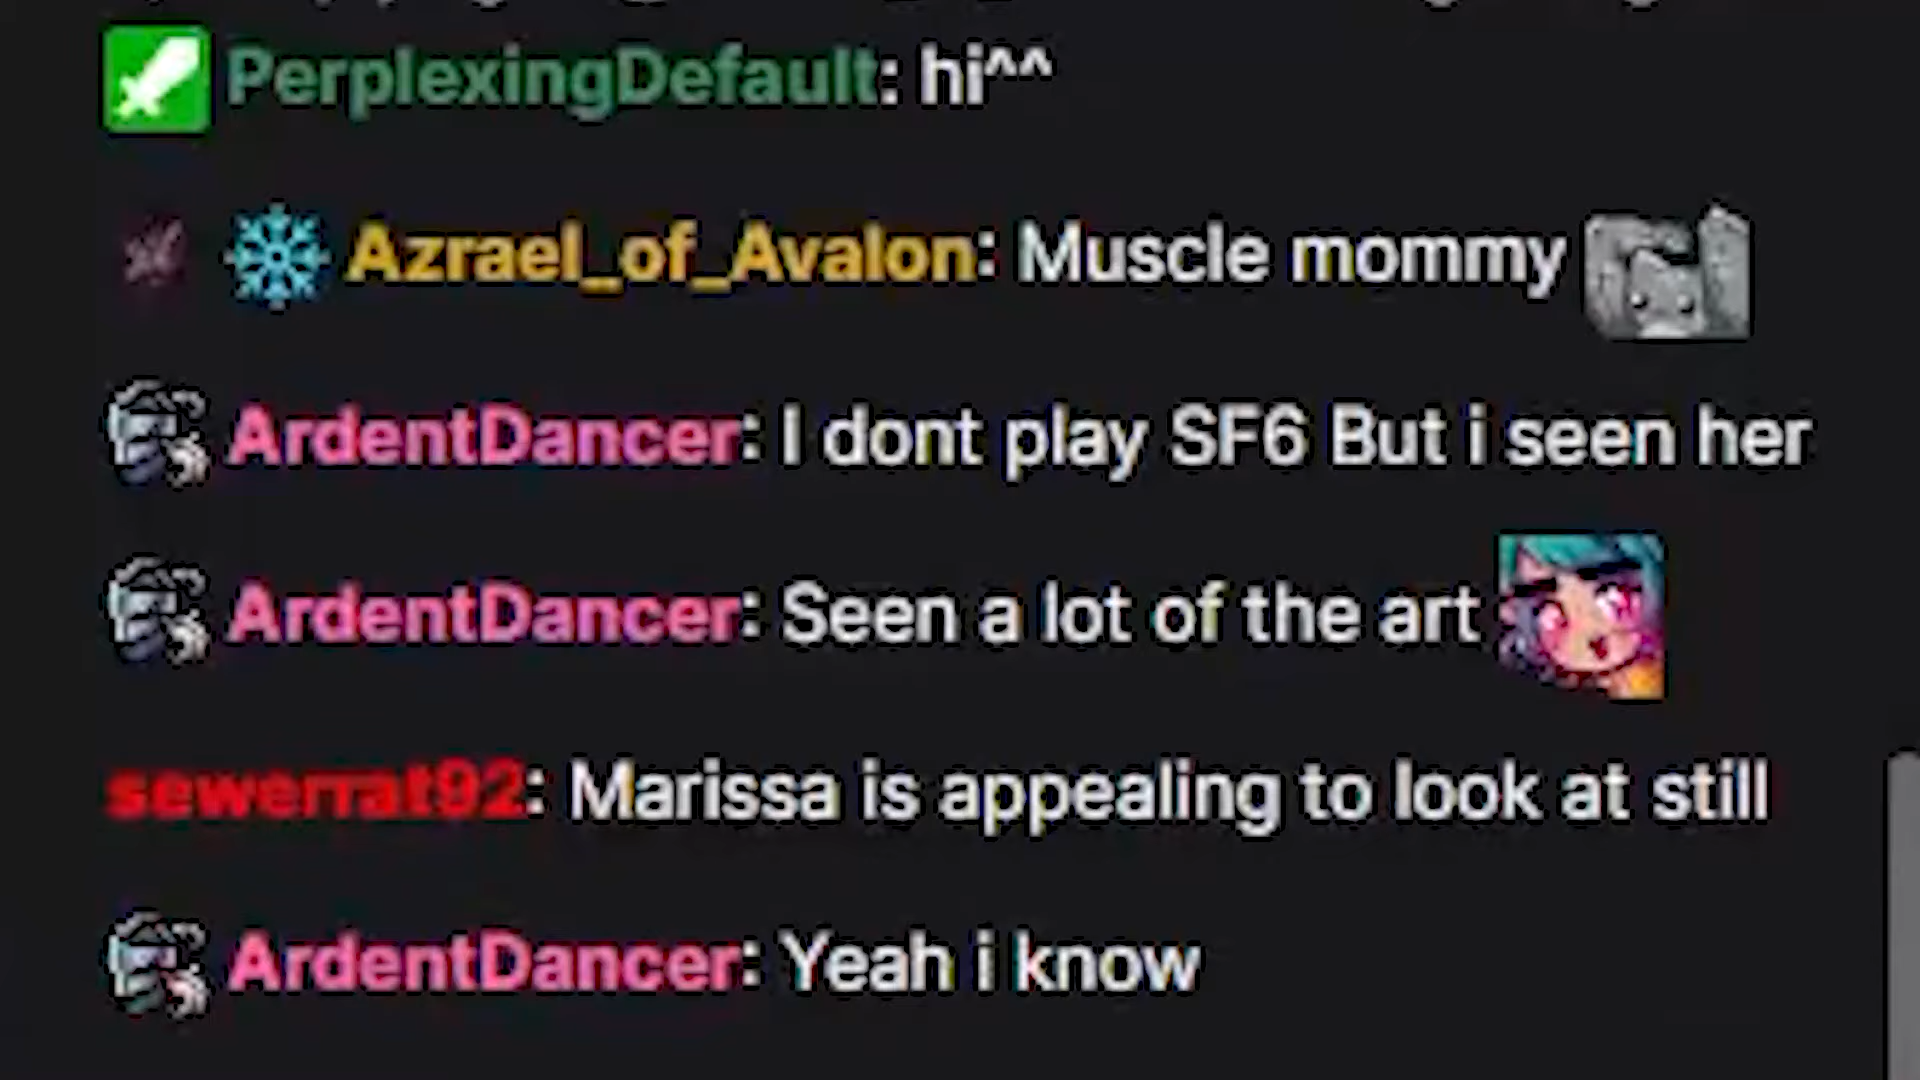 PerplexingDefault: hi^^
Azrael_of_Avalon: Muscle mommy
ArdentDancer: I dont play SF6 But i seen her
ArdentDancer: Seen a lot of the art
sewerrat92: Marissa is appealing to look at still
ArdentDancer: Yeah i know